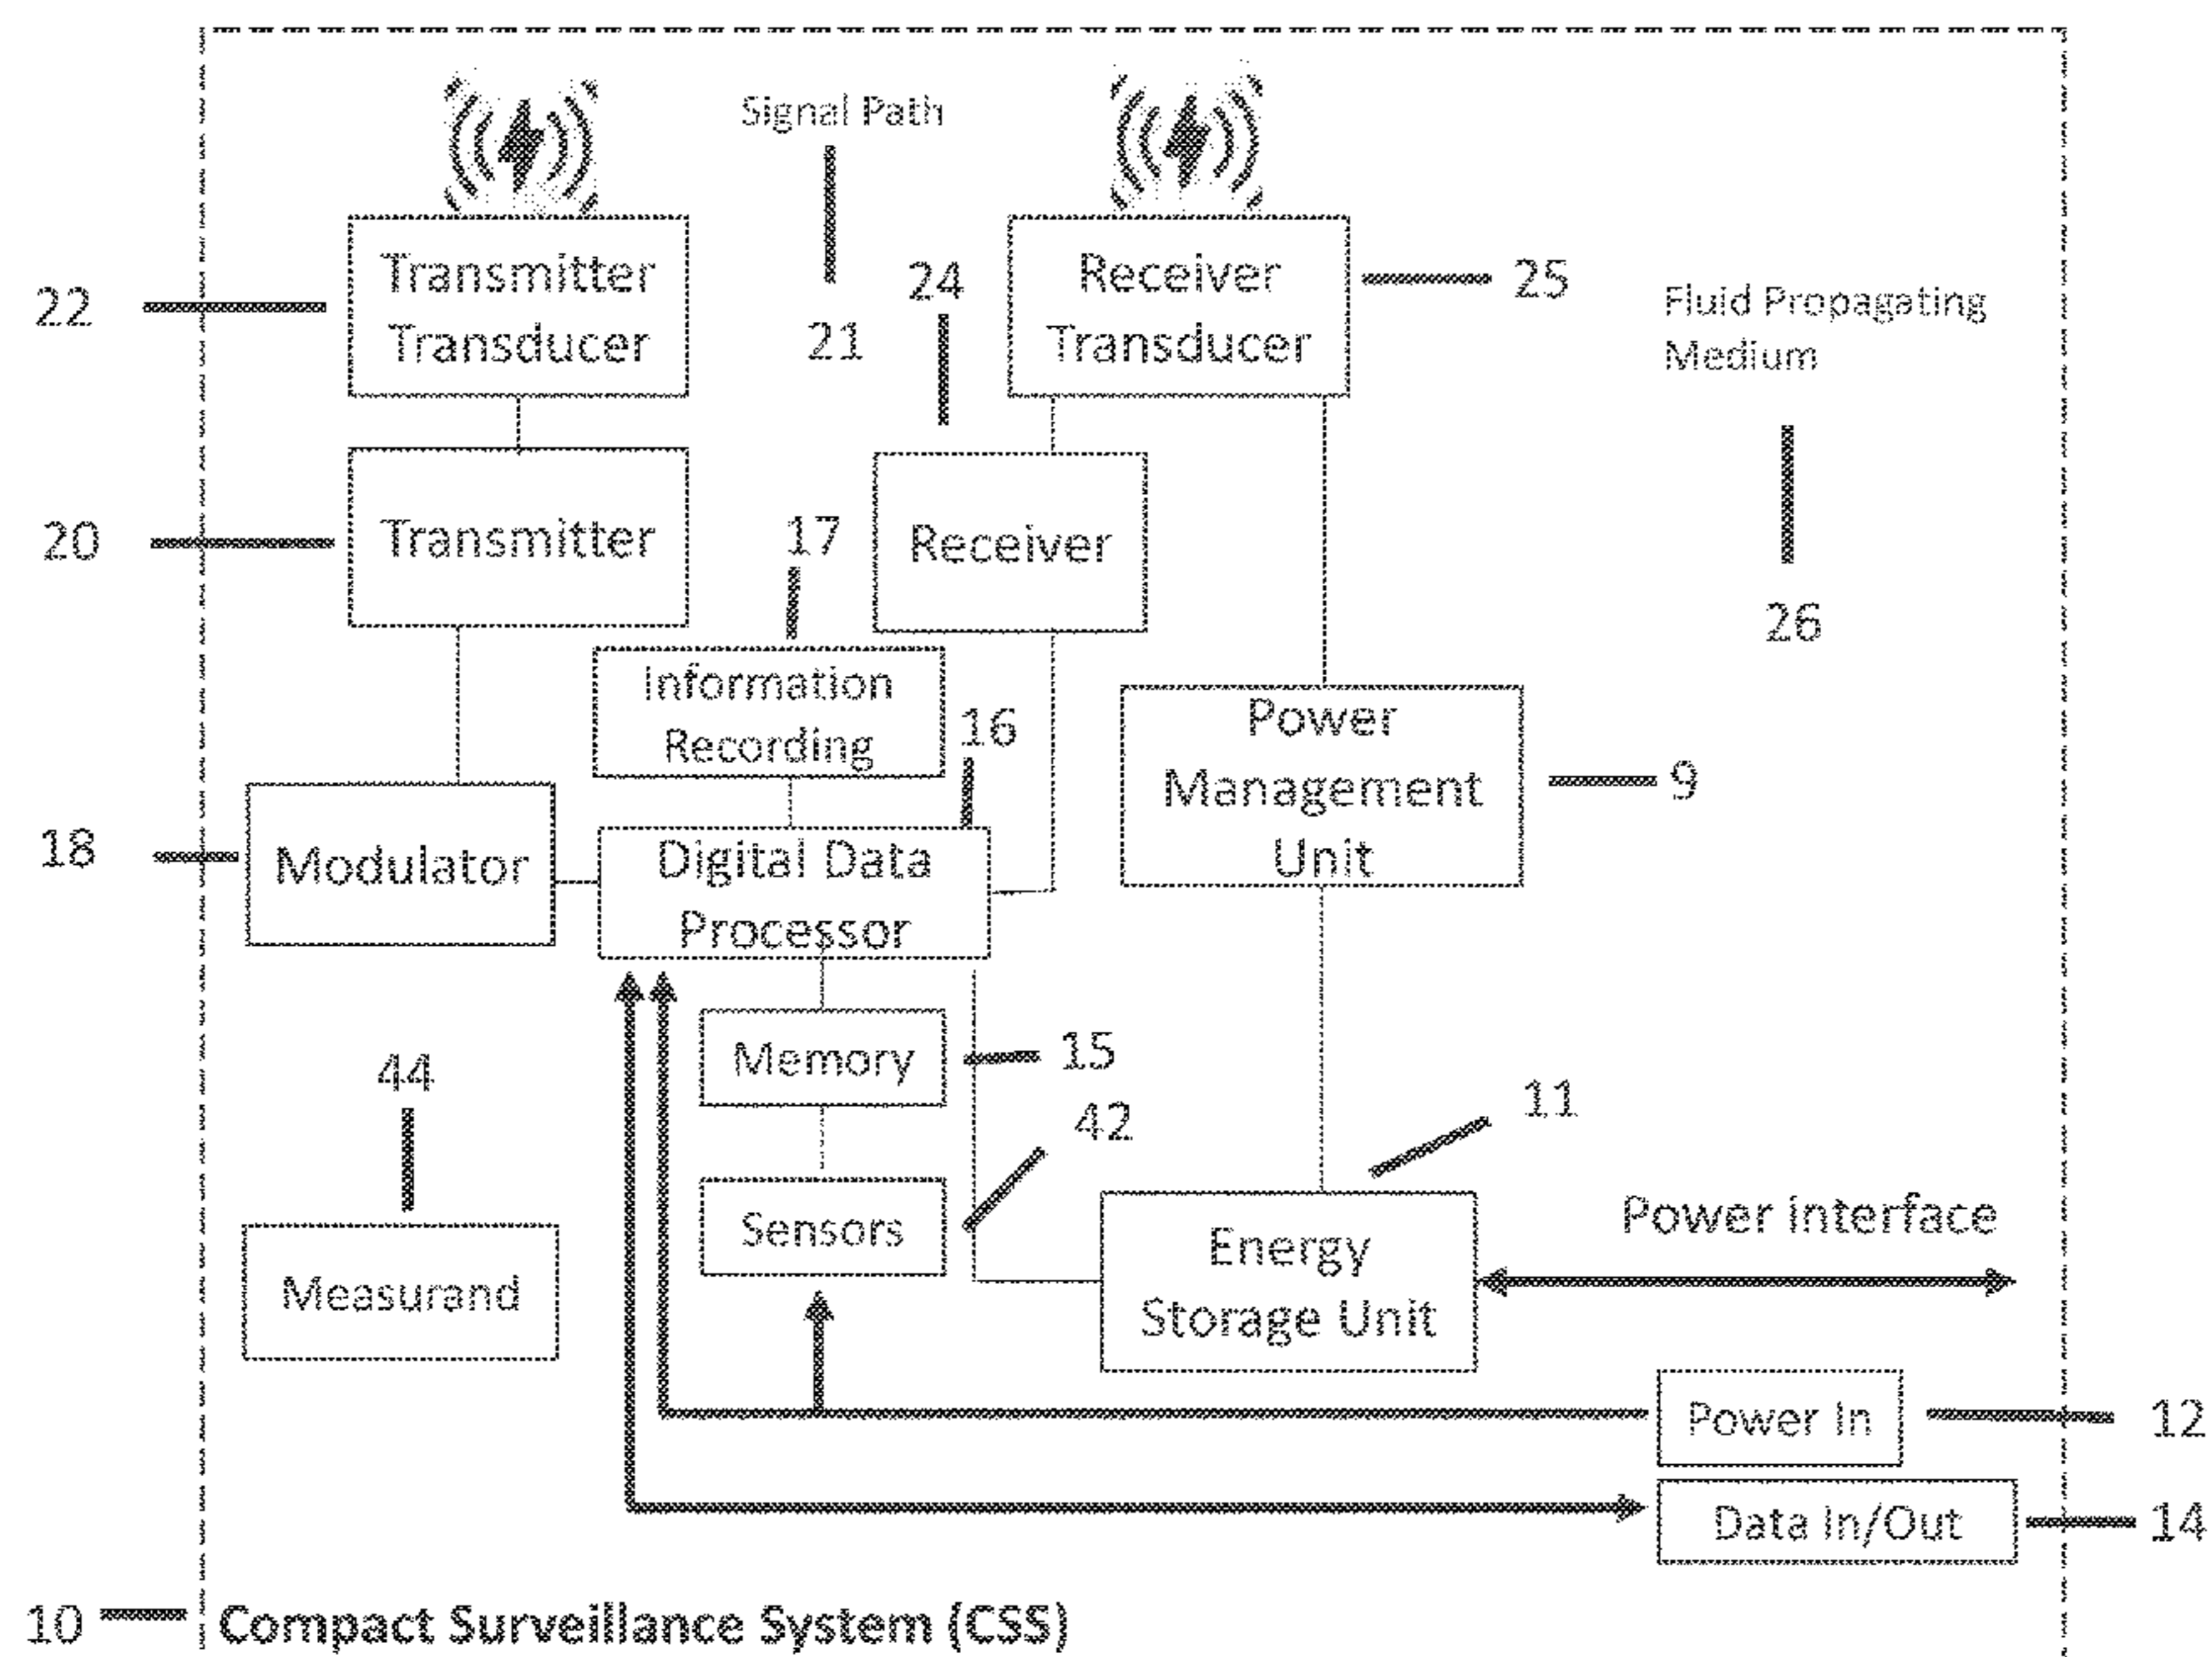 Signal Path
22
Transmitter
Transducer
24
21
Receiver
Transducer
25
Fluid Propagating
Medium
20
Transmitter
17
Receiver
26
Information
Recording
16
Power
Management
Unit
9
18
Modulator
Digital Data
Processor
44
Memory
15
42
11
Measurand
Sensors
Energy
Storage Unit
Power interface
Power In
12
Data In/Out
14
10
Compact Surveillance System (CSS)